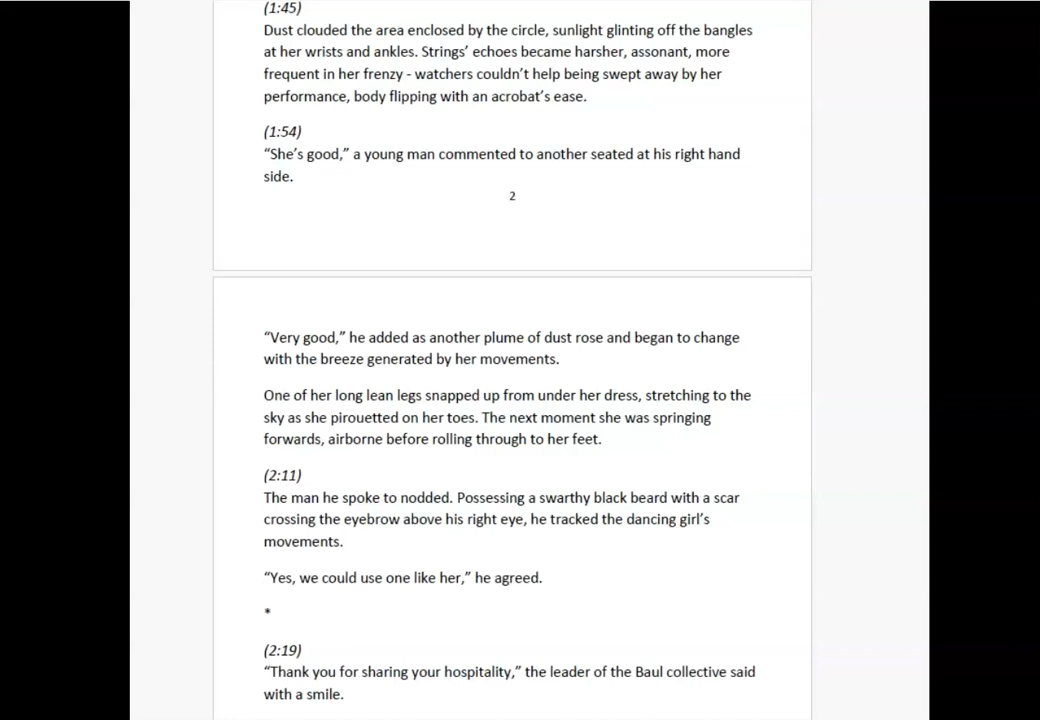 (1:45)
Dust clouded the area enclosed by the circle, sunlight glinting off the bangles
at her wrists and ankles. Strings’ echoes became harsher, assonant, more
frequent in her frenzy - watchers couldn’t help being swept away by her
performance, body flipping with an acrobat’s ease.
(1:54)
“She’s good,” a young man commented to another seated at his right hand
side.
2
“Very good,” he added as another plume of dust rose and began to change
with the breeze generated by her movements.
One of her long lean legs snapped up from under her dress, stretching to the
sky as she pirouetted on her toes. The next moment she was springing
forwards, airborne before rolling through to her feet.
(2:11)
The man he spoke to nodded. Possessing a swarthy black beard with a scar
crossing the eyebrow above his right eye, he tracked the dancing girl’s
movements.
“Yes, we could use one like her,” he agreed.
*
(2:19)
“Thank you for sharing your hospitality,” the leader of the Baul collective said
with a smile.